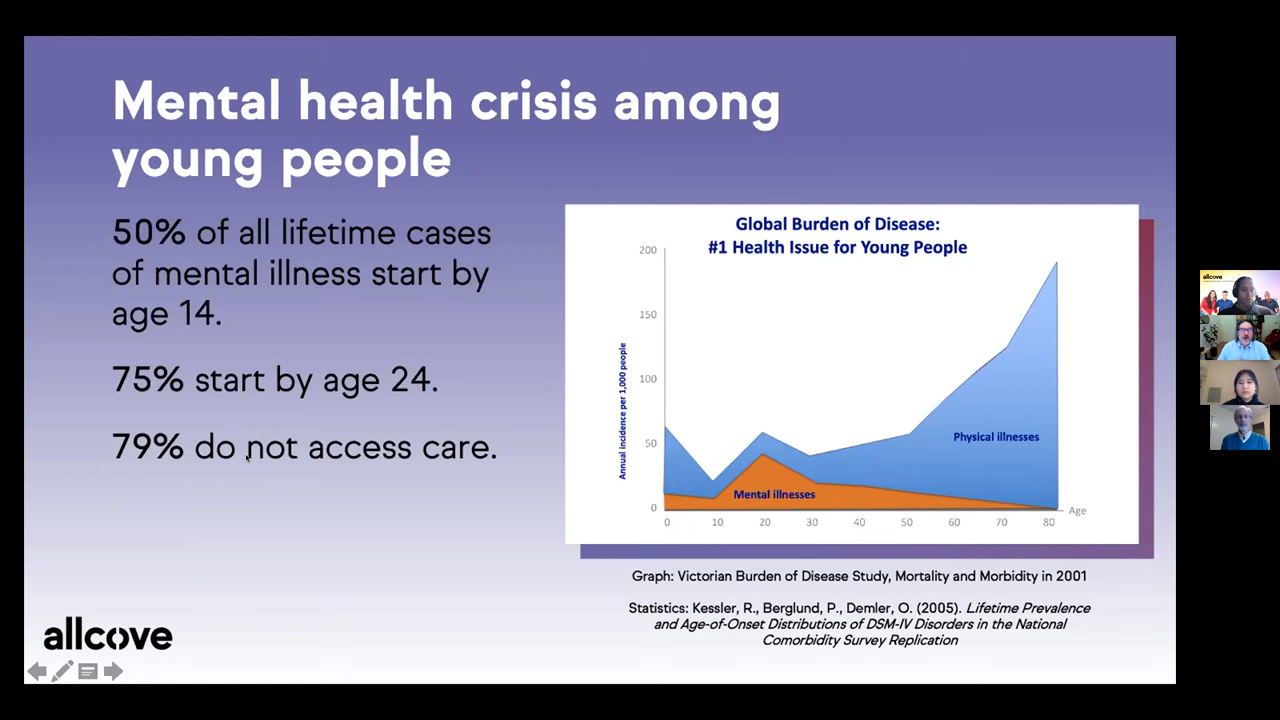 Mental health crisis among
young people
50% of all lifetime cases
of mental illness start by
age 14.
75% start by age 24.
79% do not access care.
Global Burden of Disease:
#1 Health Issue for Young People
200
150
100
50
0
Annual incidence per 1,000 people
Physical illnesses
Mental illnesses
0 10 20 30 40 50 60 70 80
Age
Graph: Victorian Burden of Disease Study, Mortality and Morbidity in 2001
Statistics: Kessler, R., Berglund, P., Demler, O. (2005). Lifetime Prevalence
and Age-of-Onset Distributions of DSM-IV Disorders in the National
Comorbidity Survey Replication
allcove
allcove